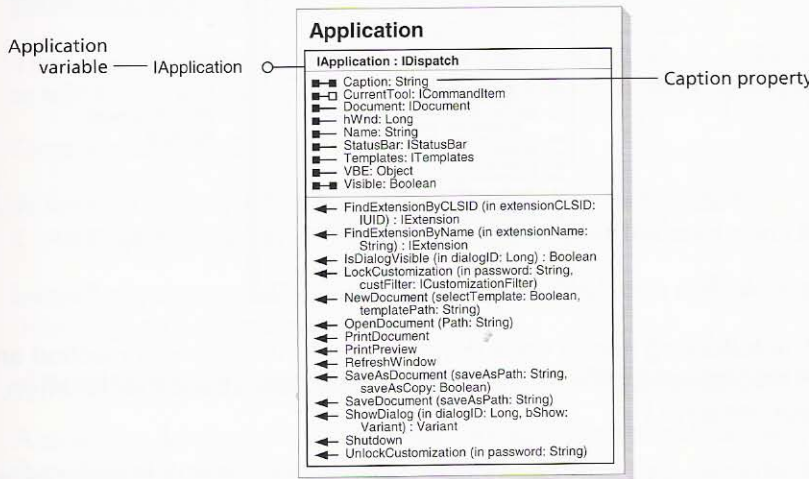 Application
Application
variable
IApplication
IApplication : IDispatch
Caption: String
Caption property
CurrentTool: ICommandItem
Document: IDocument
hWnd: Long
Name: String
StatusBar: IStatusBar
Templates: ITemplates
VBE: Object
Visible: Boolean
FindExtensionByCLSID (in extensionCLSID:
IUID) : IExtension
FindExtensionByName (in extensionName:
String) : IExtension
IsDialogVisible (in dialogID: Long) : Boolean
LockCustomization (in password: String,
custFilter: ICustomizationFilter)
NewDocument (selectTemplate: Boolean,
templatePath: String)
OpenDocument (Path: String)
PrintDocument
PrintPreview
RefreshWindow
SaveAsDocument (saveAsPath: String,
saveAsCopy: Boolean)
SaveDocument (saveAsPath: String)
ShowDialog (in dialogID: Long, bShow:
Variant) : Variant
Shutdown
UnlockCustomization (in password: String)